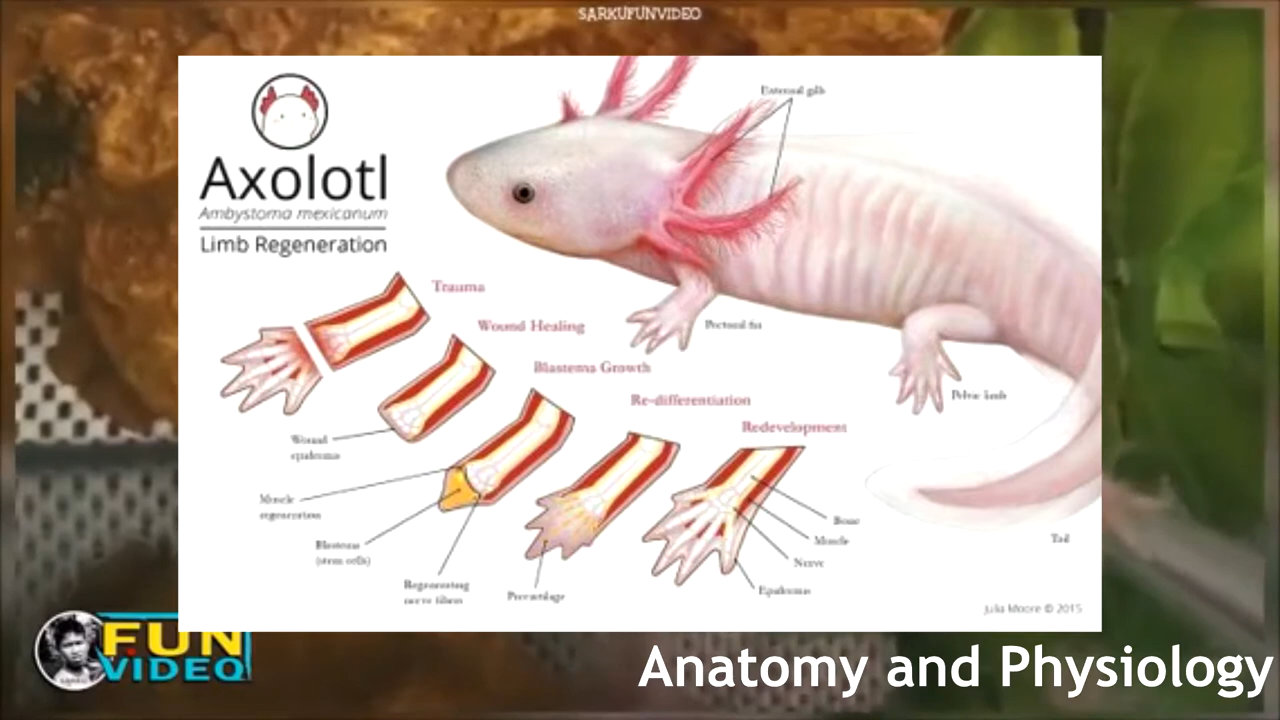 SARKUFUNVIDEO
External gills
Axolotl
Ambystoma mexicanum
Limb Regeneration
Trauma
Wound Healing
Pectoral fin
Blastema Growth
Re-differentiation
Pelvic limb
Redevelopment
Wound
epidermis
Muscle
regeneration
Blastema
(stem cells)
Regenerating
nerve fibers
Precartilage
Bone
Muscle
Nerve
Epidermis
Tail
Julia Moore © 2015
FUN
VIDEO
Anatomy and Physiology